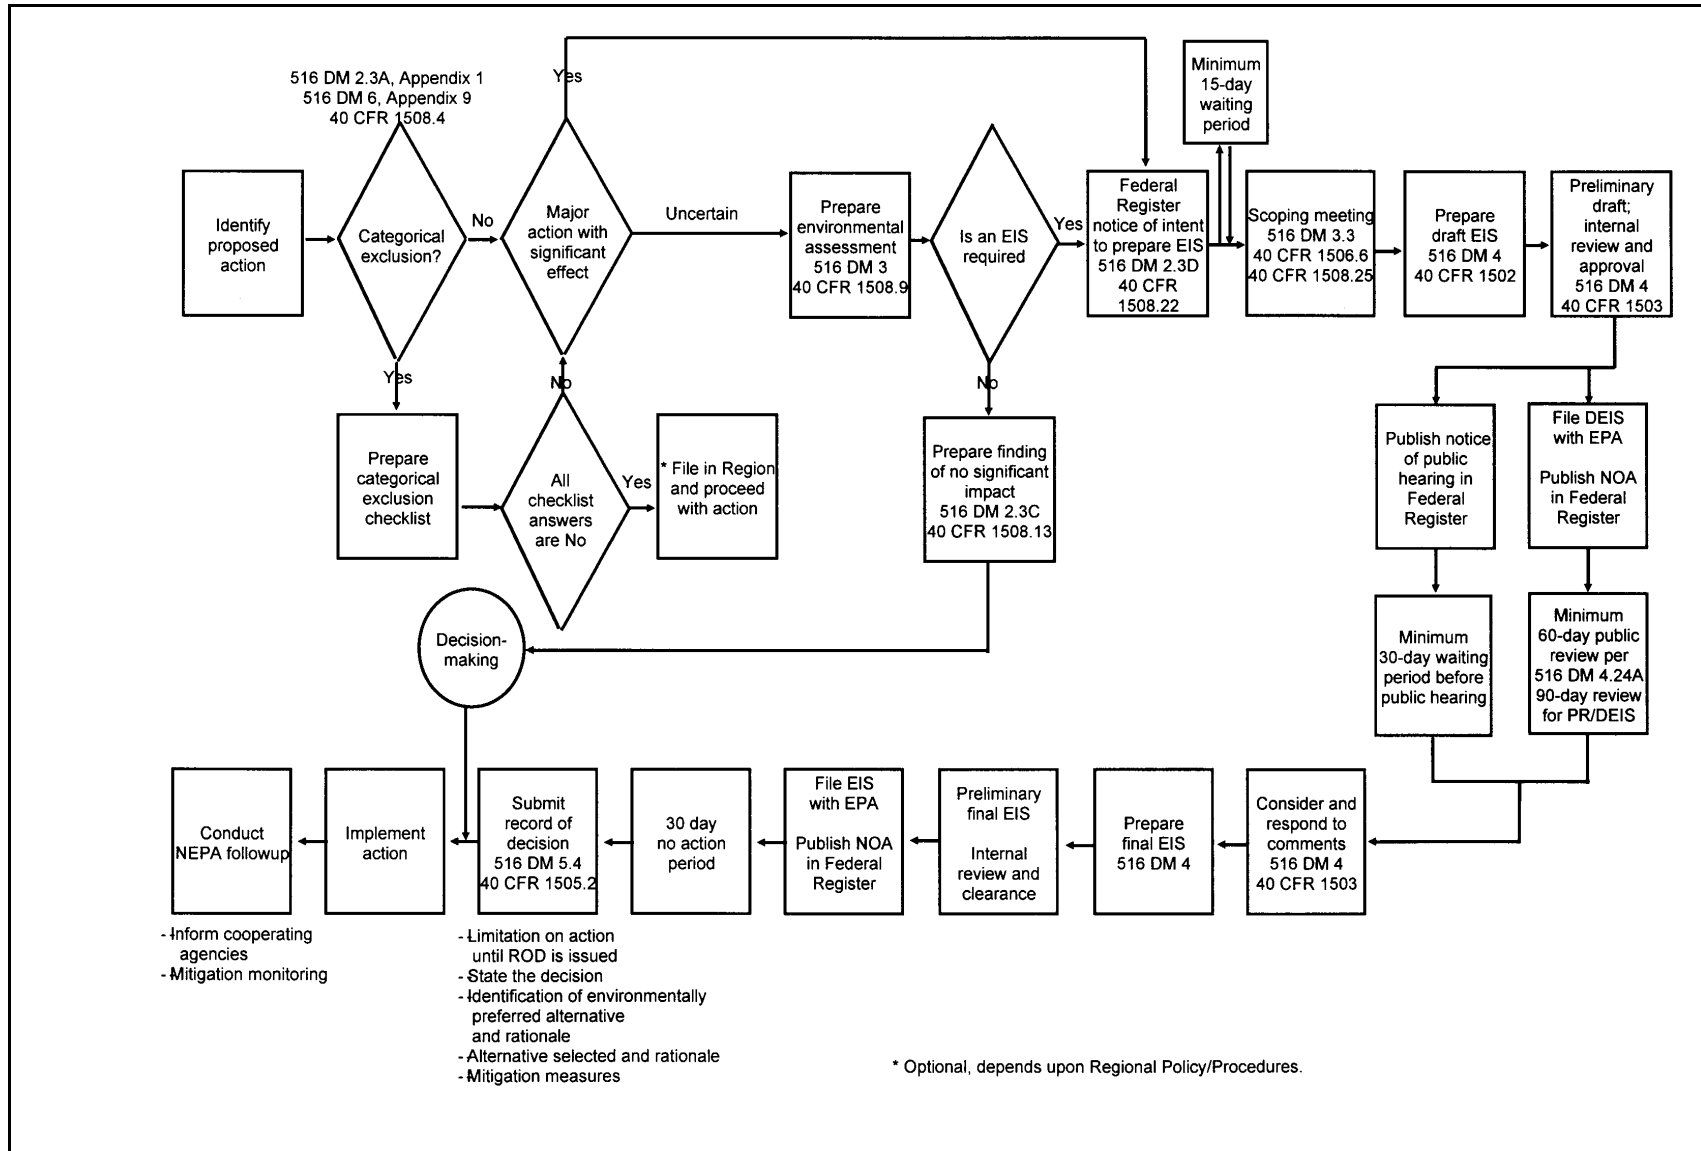 516 DM 2.3A, Appendix 1
516 DM 6, Appendix 9
40 CFR 1508.4
Identify
proposed
action
Categorical
exclusion?
No
Yes
Major
action with
significant
effect
Yes
Uncertain
Prepare
environmental
assessment
516 DM 3
40 CFR 1508.9
Is an EIS
required
Yes
No
Federal
Register
notice of intent
to prepare EIS
516 DM 2.3D
40 CFR
1508.22
Minimum
15-day
waiting
period
Scoping meeting
516 DM 3.3
40 CFR 1506.6
40 CFR 1508.25
Prepare
draft EIS
516 DM 4
40 CFR 1502
Preliminary
draft;
internal
review and
approval
516 DM 4
40 CFR 1503
Prepare
categorical
exclusion
checklist
No
All
checklist
answers
are No
Yes
* File in Region
and proceed
with action
Prepare finding
of no significant
impact
516 DM 2.3C
40 CFR 1508.13
Publish notice
of public
hearing in
Federal
Register
File DEIS
with EPA
Publish NOA
in Federal
Register
Decision-
making
Minimum
30-day waiting
period before
public hearing
Minimum
60-day public
review per
516 DM 4.24A
90-day review
for PR/DEIS
Conduct
NEPA followup
Implement
action
Submit
record of
decision
516 DM 5.4
40 CFR 1505.2
30 day
no action
period
File EIS
with EPA
Publish NOA
in Federal
Register
Preliminary
final EIS
Internal
review and
clearance
Prepare
final EIS
516 DM 4
Consider and
respond to
comments
516 DM 4
40 CFR 1503
- Inform cooperating
agencies
- Mitigation monitoring
- Limitation on action
until ROD is issued
- State the decision
- Identification of environmentally
preferred alternative
and rationale
- Alternative selected and rationale
- Mitigation measures
* Optional, depends upon Regional Policy/Procedures.